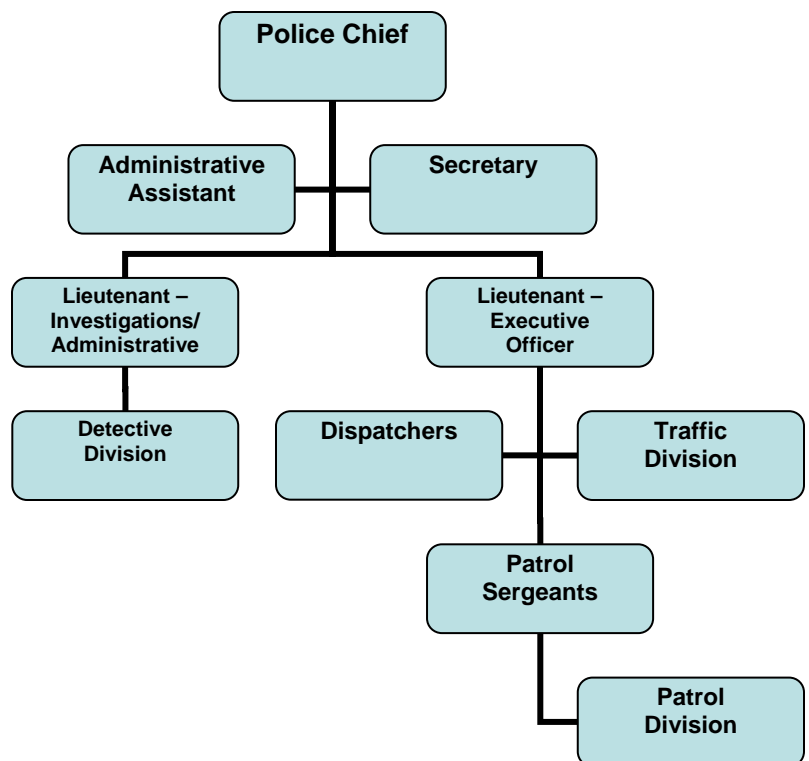 Police Chief
Administrative
Assistant
Secretary
Lieutenant –
Investigations/
Administrative
Lieutenant –
Executive
Officer
Detective
Division
Dispatchers
Traffic
Division
Patrol
Sergeants
Patrol
Division